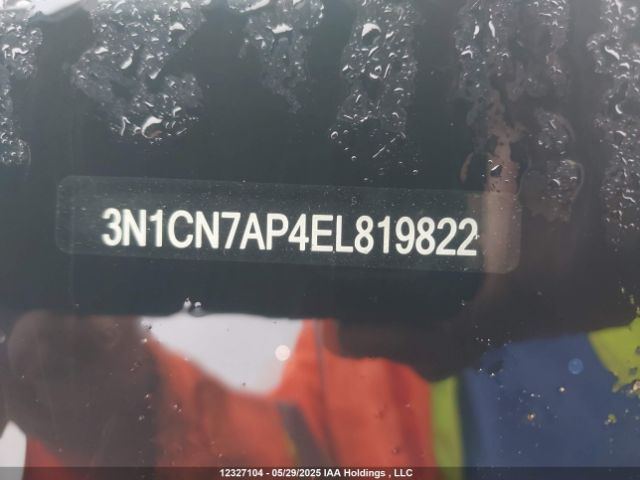 3N1CN7AP4EL819822
12327104 - 05/29/2025 IAA Holdings , LLC